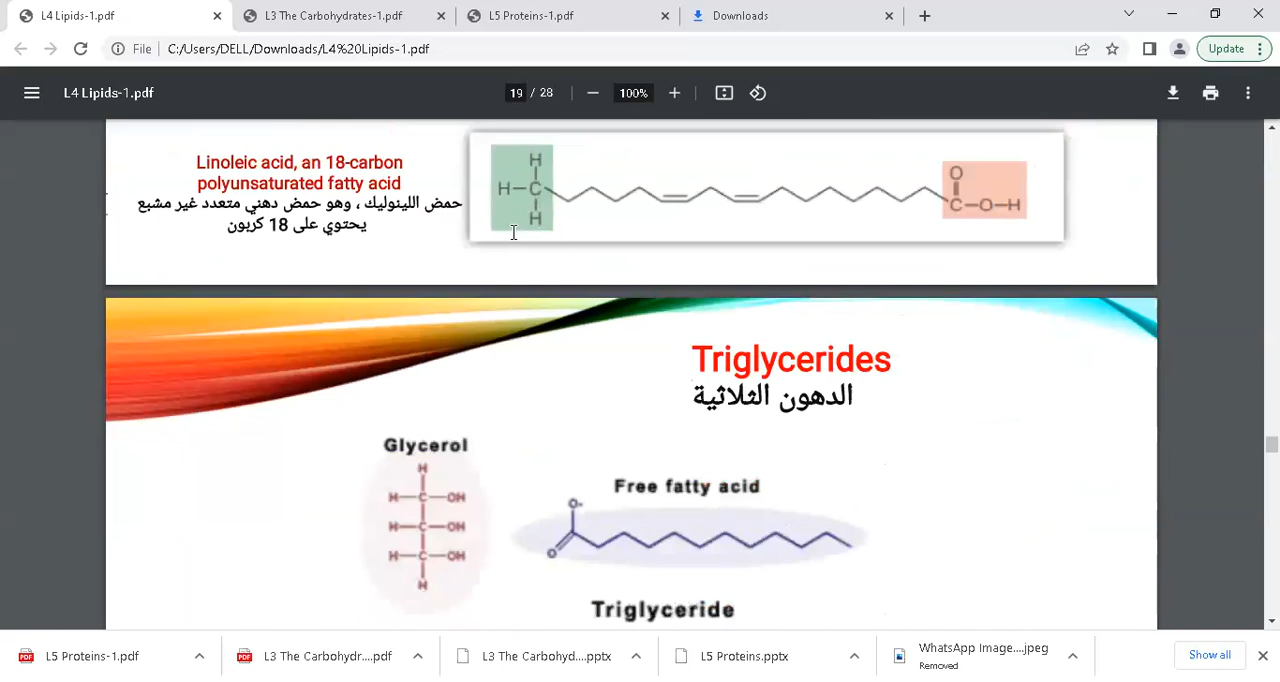 L4 Lipids-1.pdf
L3 The Carbohydrates-1.pdf
L5 Proteins-1.pdf
Downloads
File
C:/Users/DELL/Downloads/L4%20Lipids-1.pdf
Update
L4 Lipids-1.pdf
19 / 28
100%
Linoleic acid, an 18-carbon
polyunsaturated fatty acid
حمض اللينوليك ، وهو حمض دهني متعدد غير مشبع
يحتوي على 18 كربون
H
H-C
H
O
C-O-H
Triglycerides
الدهون الثلاثية
Glycerol
H
H-C-OH
H-C-OH
H-C-OH
H
Free fatty acid
O-
O
Triglyceride
L5 Proteins-1.pdf
L3 The Carbohydr....pdf
L3 The Carbohyd....pptx
L5 Proteins.pptx
WhatsApp Image....jpeg
Removed
Show all